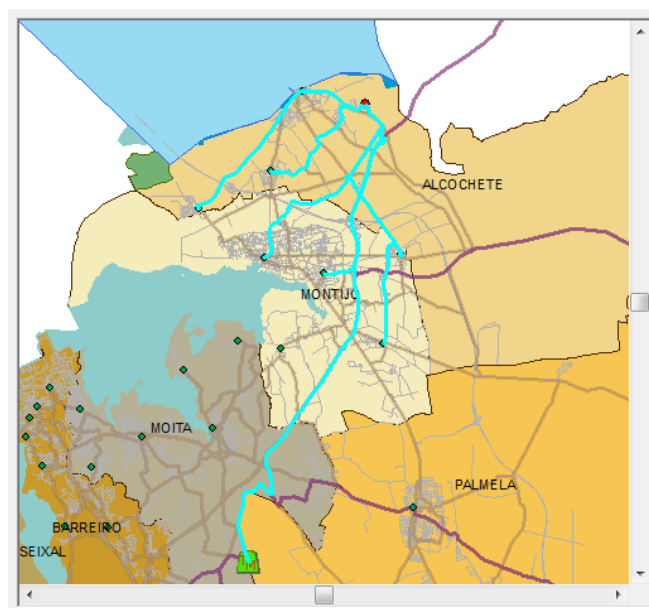 ALCOCHETE
MONTIJO
MOITA
PALMELA
BARREIRO
SEIXAL